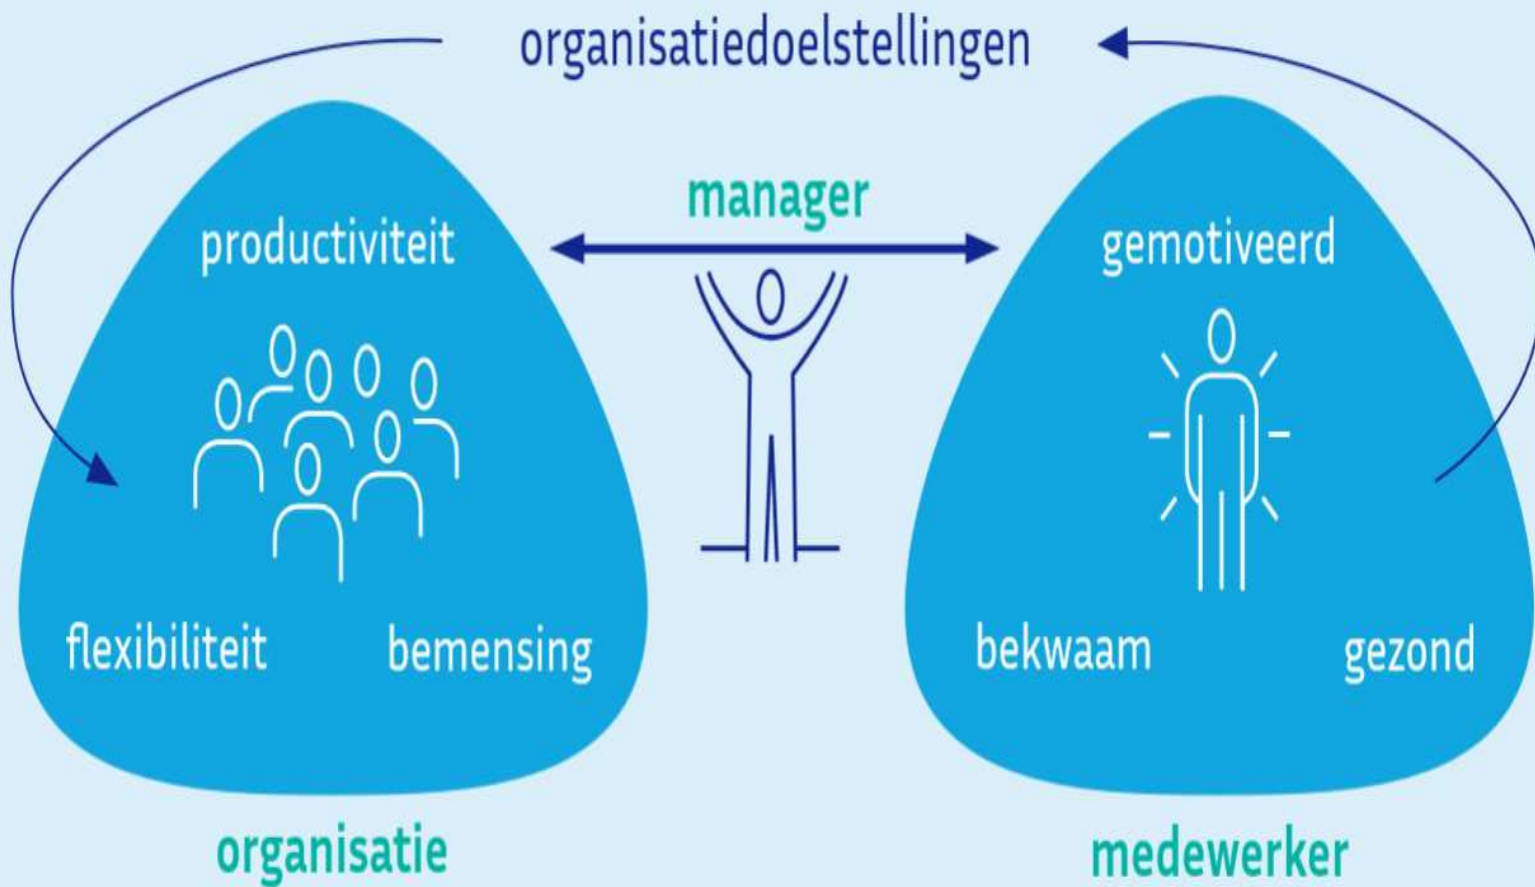 organisatiedoelstellingen
manager
productiviteit
flexibiliteit
bemensing
organisatie
gemotiveerd
bekwaam
gezond
medewerker